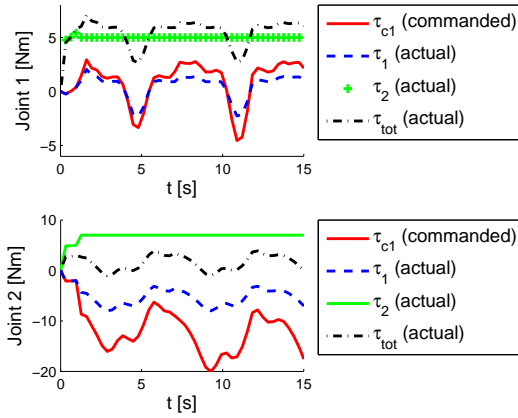 Joint 1 [Nm]
5
0
−5
0
5
10
15
t [s]
τc1 (commanded)
τ1 (actual)
τ2 (actual)
τtot (actual)
Joint 2 [Nm]
10
0
−10
−20
0
5
10
15
t [s]
τc1 (commanded)
τ1 (actual)
τ2 (actual)
τtot (actual)